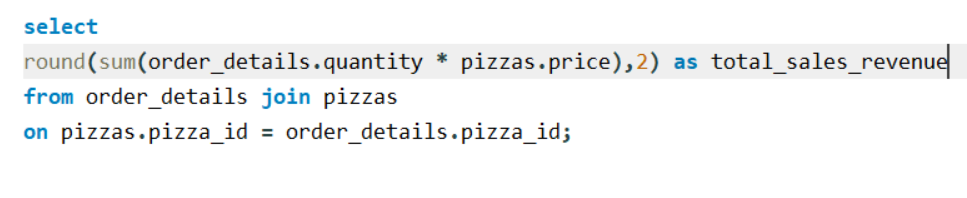 select
round(sum(order_details.quantity * pizzas.price),2) as total_sales_revenue
from order_details join pizzas
on pizzas.pizza_id = order_details.pizza_id;